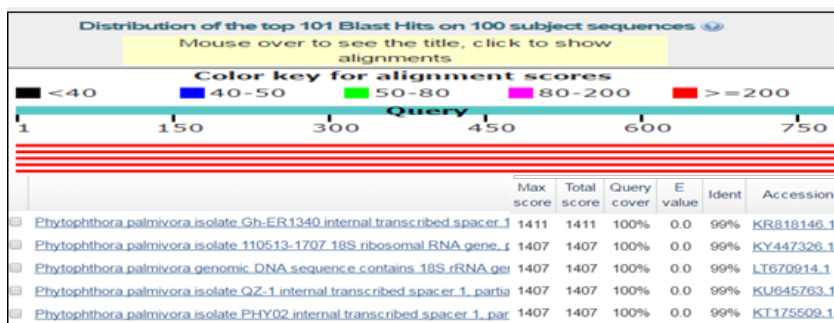 Distribution of the top 101 Blast Hits on 100 subject sequences
Mouse over to see the title, click to show
alignments
Color key for alignment scores
<40 40-50 50-80 80-200 >=200
Query
1 150 300 450 600 750
Max score Total score Query cover E value Ident Accession
Phytophthora palmivora isolate Gh-ER1340 internal transcribed spacer 1 1411 1411 100% 0.0 99% KR818146.1
Phytophthora palmivora isolate 110513-1707 18S ribosomal RNA gene, p 1407 1407 100% 0.0 99% KY447326.1
Phytophthora palmivora genomic DNA sequence contains 18S rRNA ger 1407 1407 100% 0.0 99% LT670914.1
Phytophthora palmivora isolate QZ-1 internal transcribed spacer 1, partia 1407 1407 100% 0.0 99% KU645763.1
Phytophthora palmivora isolate PHY02 internal transcribed spacer 1, par 1407 1407 100% 0.0 99% KT175509.1